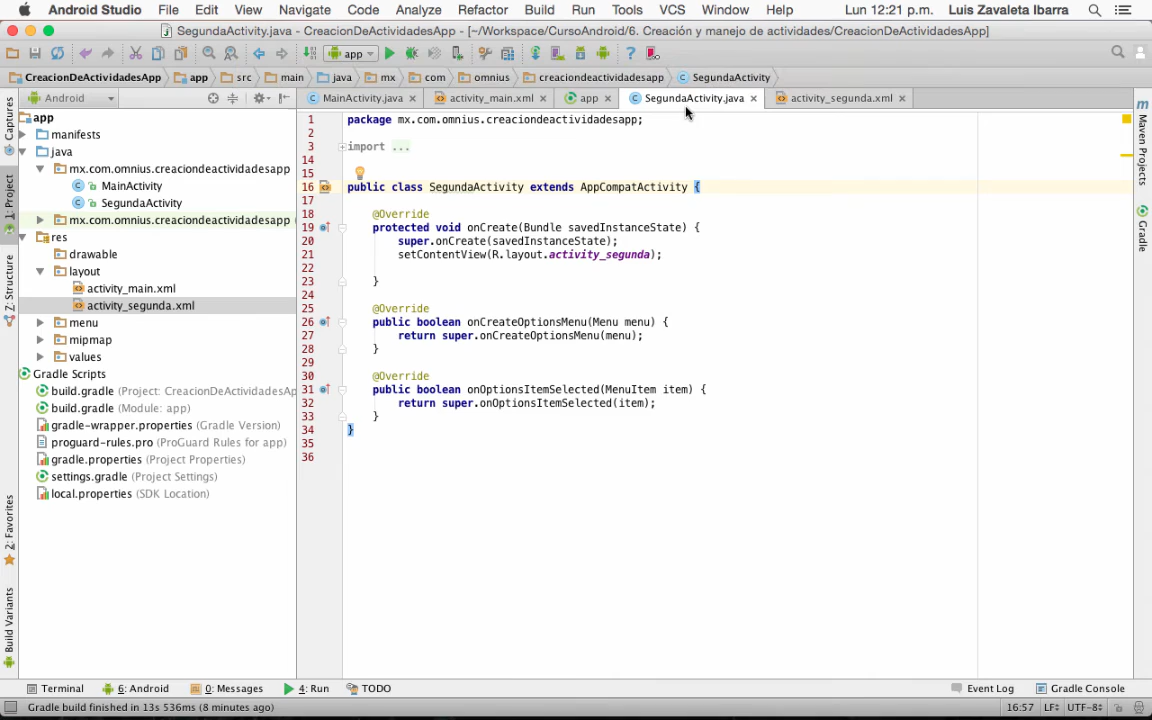 Android Studio File Edit View Navigate Code Analyze Refactor Build Run Tools VCS Window Help Lun 12:21 p.m. Luis Zavaleta Ibarra
SegundaActivity.java - CreacionDeActividadesApp - [~/Workspace/CursoAndroid/6. Creación y manejo de actividades/CreacionDeActividadesApp]
app
CreacionDeActividadesApp app src main java mx com omnius creaciondeactividadesapp SegundaActivity
Android
MainActivity.java activity_main.xml app SegundaActivity.java activity_segunda.xml
Captures
1: Project
Z: Structure
2: Favorites
Build Variants
app
manifests
java
mx.com.omnius.creaciondeactividadesapp
MainActivity
SegundaActivity
mx.com.omnius.creaciondeactividadesapp
res
drawable
layout
activity_main.xml
activity_segunda.xml
menu
mipmap
values
Gradle Scripts
build.gradle (Project: CreacionDeActividadesAp
build.gradle (Module: app)
gradle-wrapper.properties (Gradle Version)
proguard-rules.pro (ProGuard Rules for app)
gradle.properties (Project Properties)
settings.gradle (Project Settings)
local.properties (SDK Location)
1 package mx.com.omnius.creaciondeactividadesapp;
2
3 import ...
14
15
16 public class SegundaActivity extends AppCompatActivity {
17
18 @Override
19 protected void onCreate(Bundle savedInstanceState) {
20 super.onCreate(savedInstanceState);
21 setContentView(R.layout.activity_segunda);
22
23 }
24
25 @Override
26 public boolean onCreateOptionsMenu(Menu menu) {
27 return super.onCreateOptionsMenu(menu);
28 }
29
30 @Override
31 public boolean onOptionsItemSelected(MenuItem item) {
32 return super.onOptionsItemSelected(item);
33 }
34 }
35
36
Maven Projects
Gradle
Terminal 6: Android 0: Messages 4: Run TODO Event Log Gradle Console
Gradle build finished in 13s 536ms (8 minutes ago) 16:57 LF÷ UTF-8÷